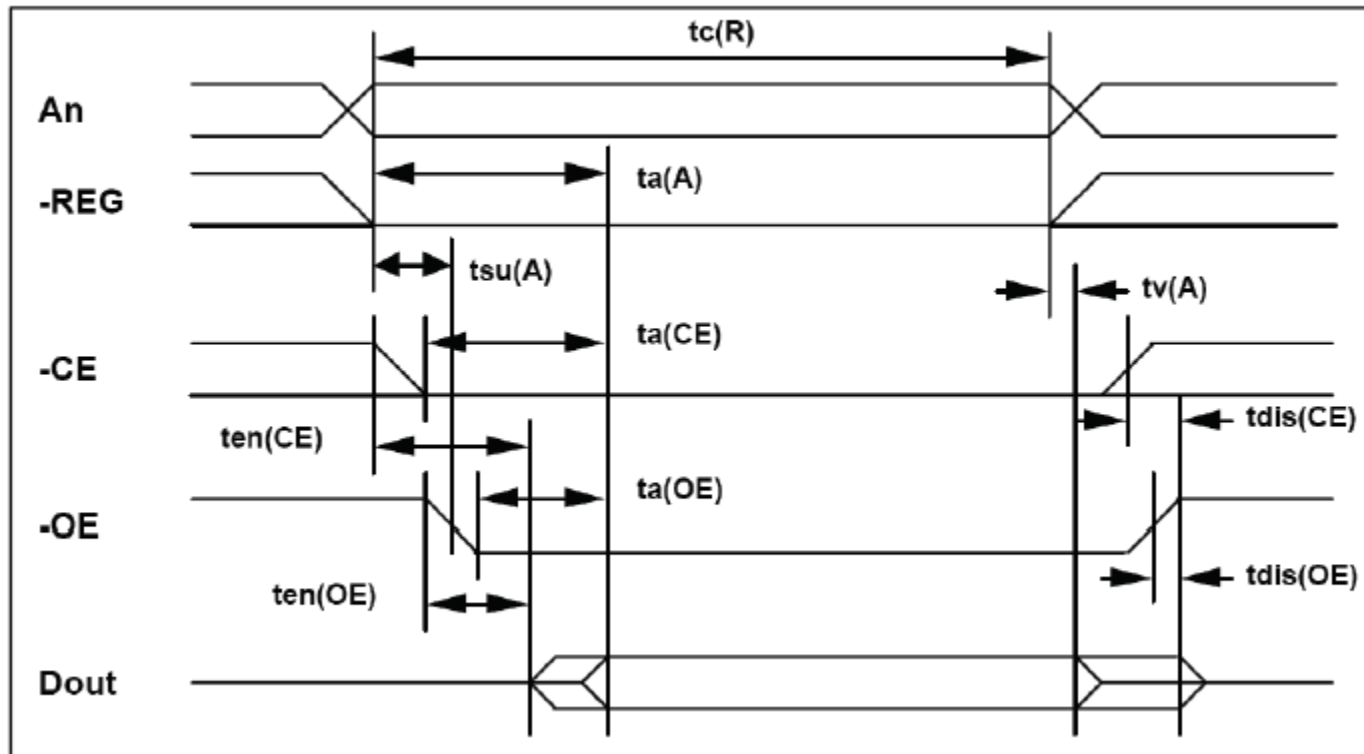 tc(R)
An
ta(A)
-REG
tsu(A)
tv(A)
ta(CE)
-CE
tdis(CE)
ten(CE)
ta(OE)
-OE
tdis(OE)
ten(OE)
Dout